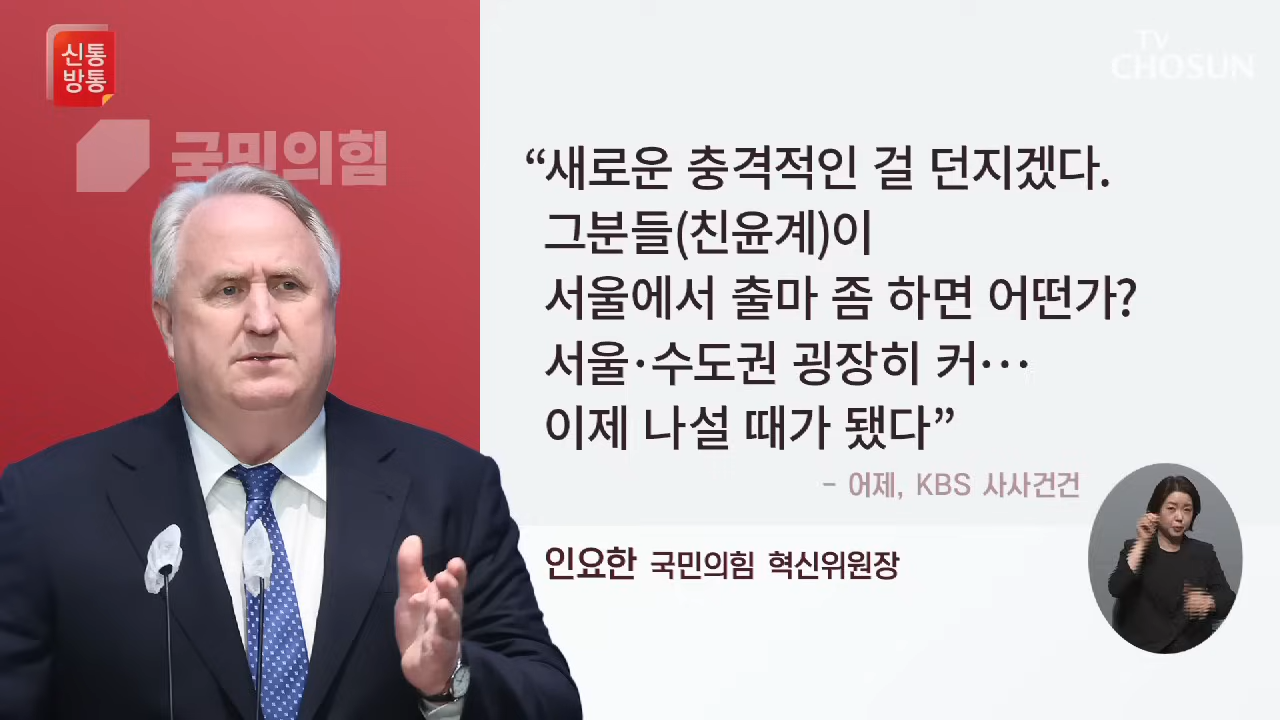 신통
방통
TV
CHOSUN
국민의힘
“새로운 충격적인 걸 던지겠다.
그분들(친윤계)이
서울에서 출마 좀 하면 어떤가?
서울·수도권 굉장히 커…
이제 나설 때가 됐다”
- 어제, KBS 사사건건
인요한 국민의힘 혁신위원장